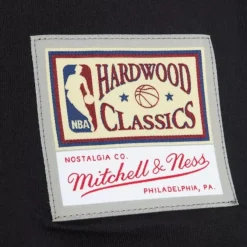 HARDWOOD
NBA
CLASSICS
NOSTALGIA CO.
Mitchell & Ness
PHILADELPHIA, PA.